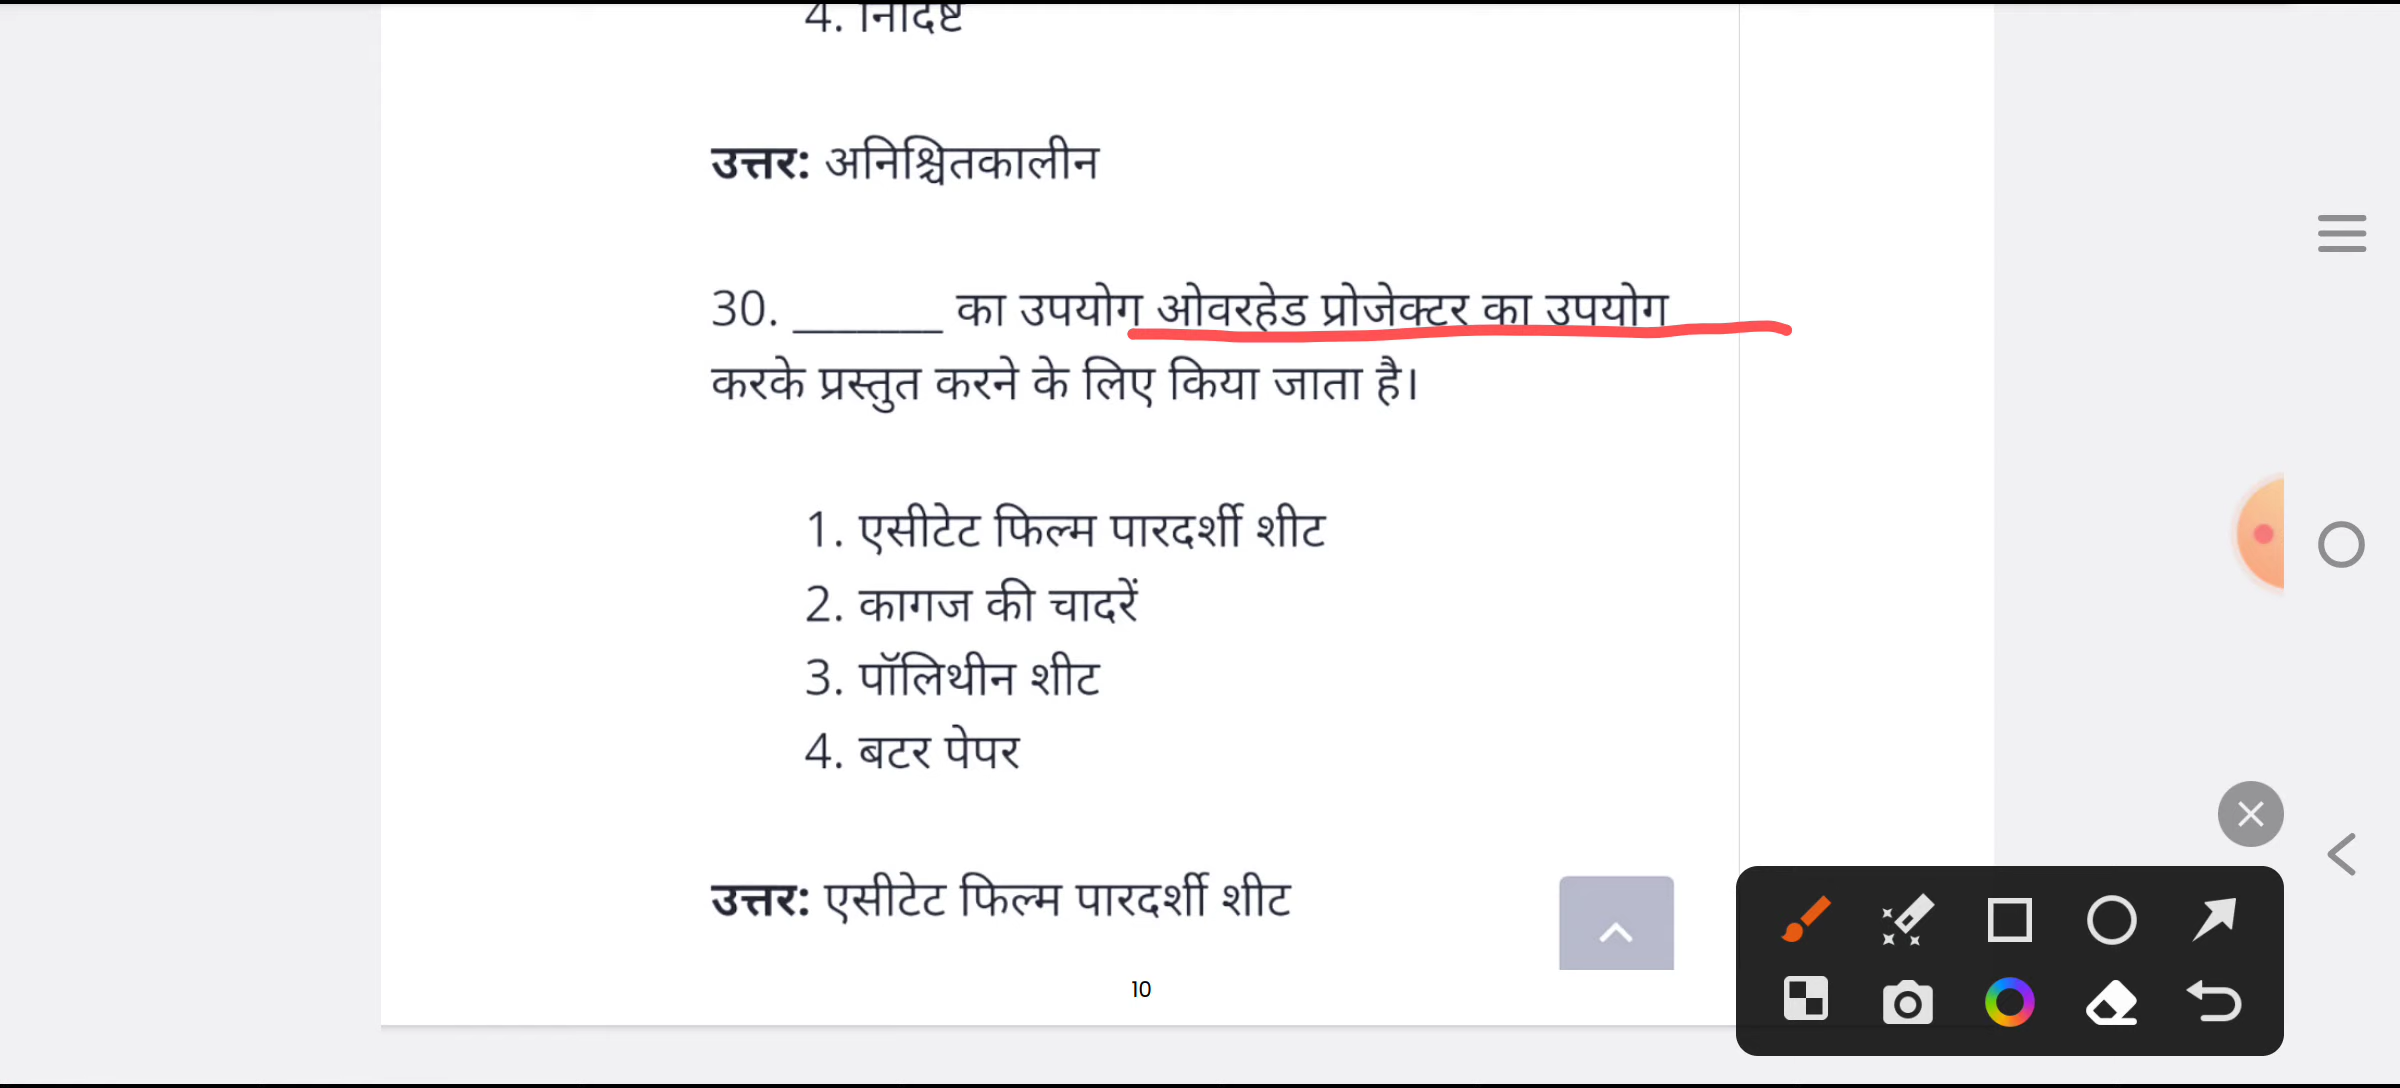 4. निर्दिष्ट
उत्तर: अनिश्चितकालीन
30. _______ का उपयोग ओवरहेड प्रोजेक्टर का उपयोग
करके प्रस्तुत करने के लिए किया जाता है।
1. एसीटेट फिल्म पारदर्शी शीट
2. कागज की चादरें
3. पॉलिथीन शीट
4. बटर पेपर
उत्तर: एसीटेट फिल्म पारदर्शी शीट
10